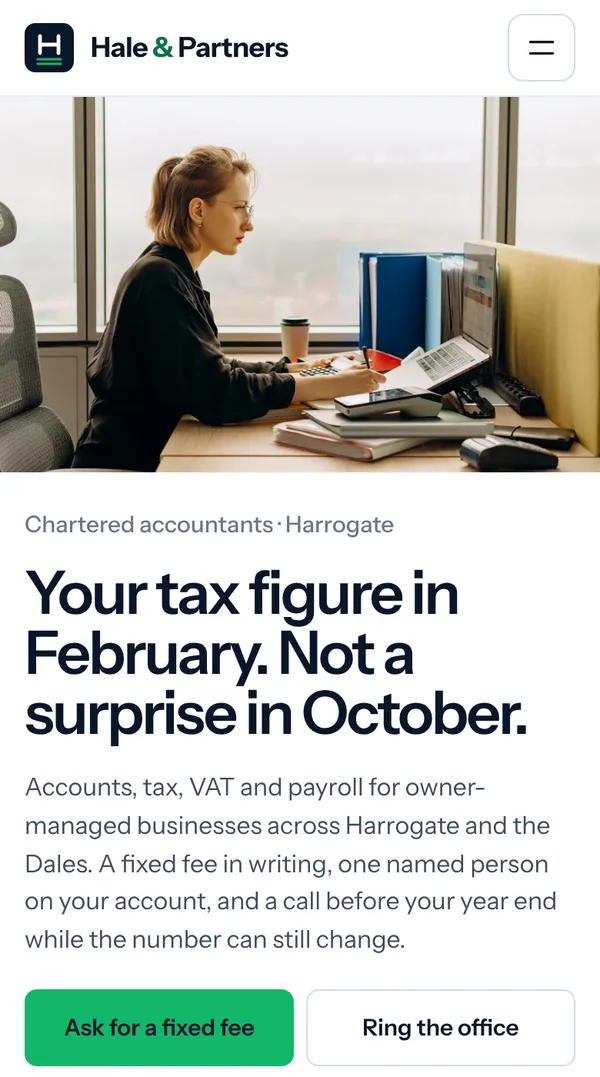 H
Hale & Partners
Chartered accountants · Harrogate
Your tax figure in
February. Not a
surprise in October.
Accounts, tax, VAT and payroll for owner-
managed businesses across Harrogate and the
Dales. A fixed fee in writing, one named person
on your account, and a call before your year end
while the number can still change.
Ask for a fixed fee
Ring the office